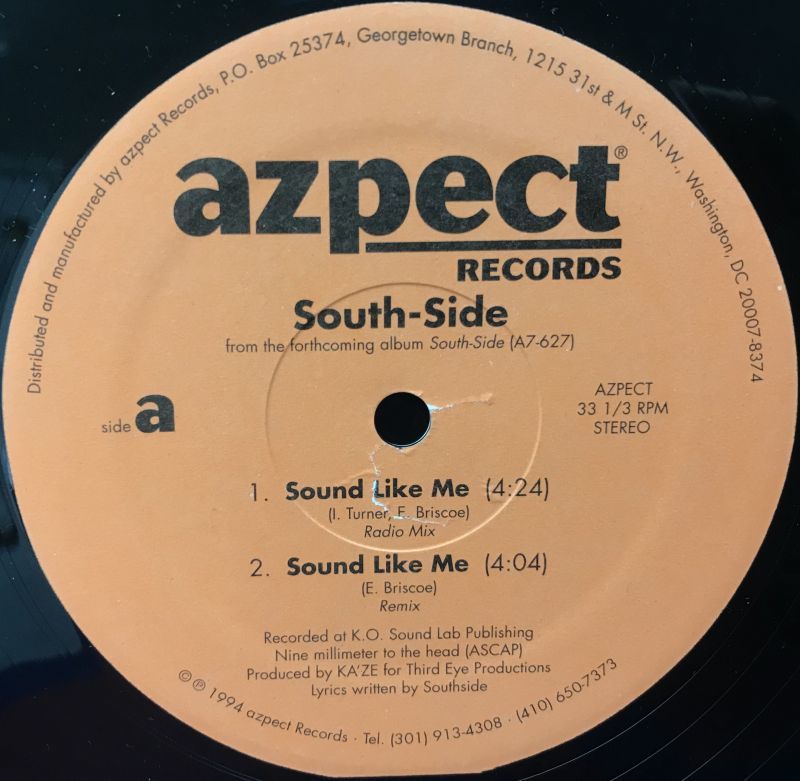 Distributed and manufactured by azpect Records, P.O. Box 25374, Georgetown Branch, 1215 31st & M St. N.W., Washington, DC 20007-8374
azpect®
RECORDS
South-Side
from the forthcoming album South-Side (A7-627)
side a
AZPECT
33 1/3 RPM
STEREO
1. Sound Like Me (4:24)
(I. Turner, E. Briscoe)
Radio Mix
2. Sound Like Me (4:04)
(E. Briscoe)
Remix
Recorded at K.O. Sound Lab Publishing
Nine millimeter to the head (ASCAP)
Produced by KA'ZE for Third Eye Productions
Lyrics written by Southside
© ℗ 1994 azpect Records · Tel. (301) 913-4308 · (410) 650-7373